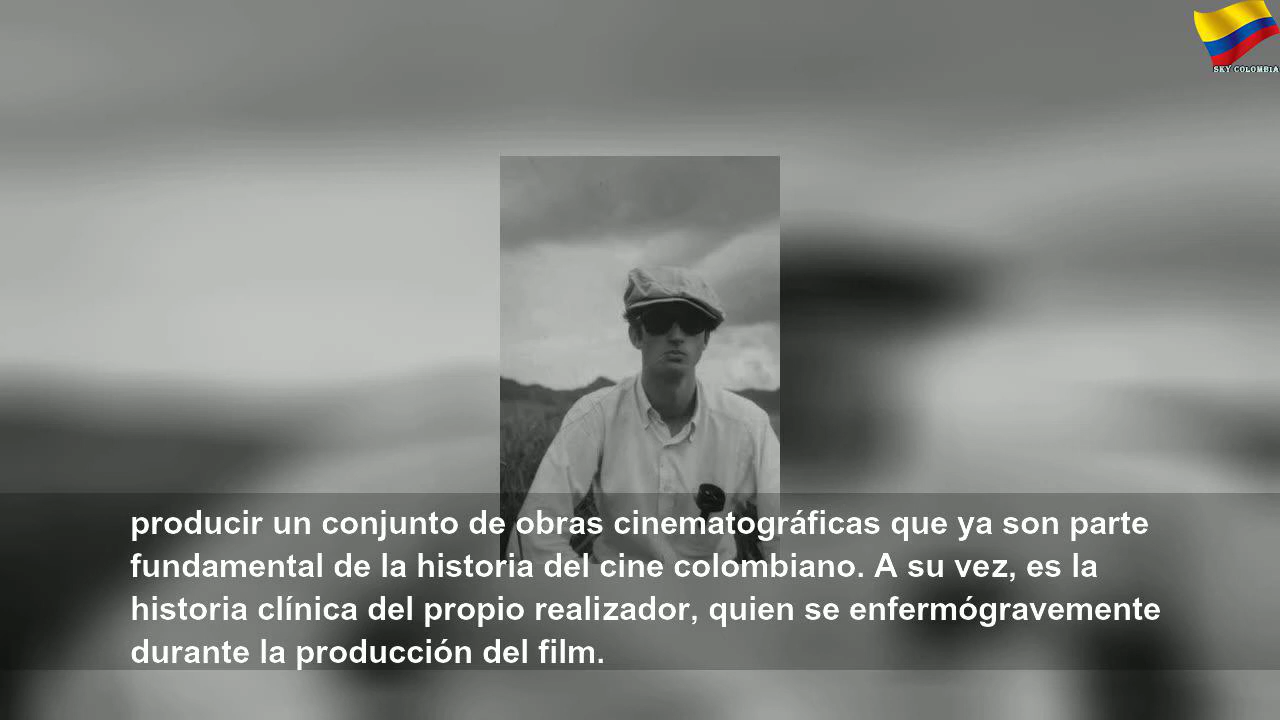 SKY COLOMBIA
producir un conjunto de obras cinematográficas que ya son parte
fundamental de la historia del cine colombiano. A su vez, es la
historia clínica del propio realizador, quien se enfermógravemente
durante la producción del film.